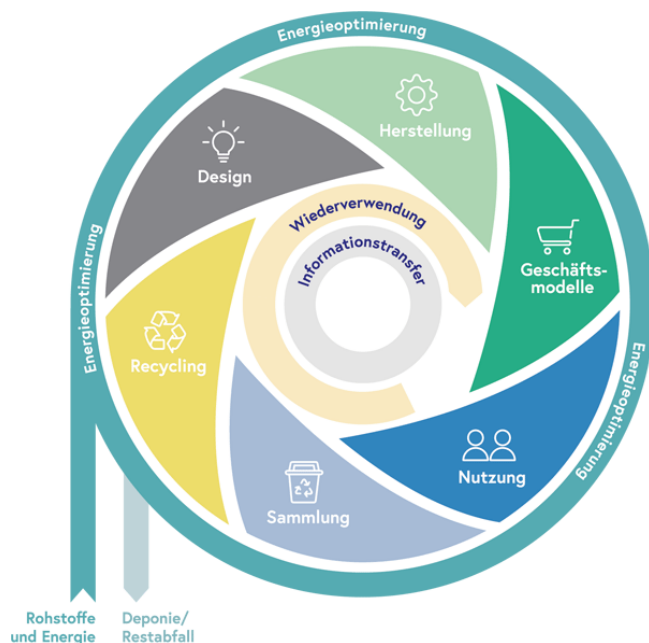 Energieoptimierung
Herstellung
Design
Energieoptimierung
Wiederverwendung
Informationstransfer
Geschäfts-
modelle
Energieoptimierung
Recycling
Nutzung
Sammlung
Rohstoffe
und Energie
Deponie/
Restabfall